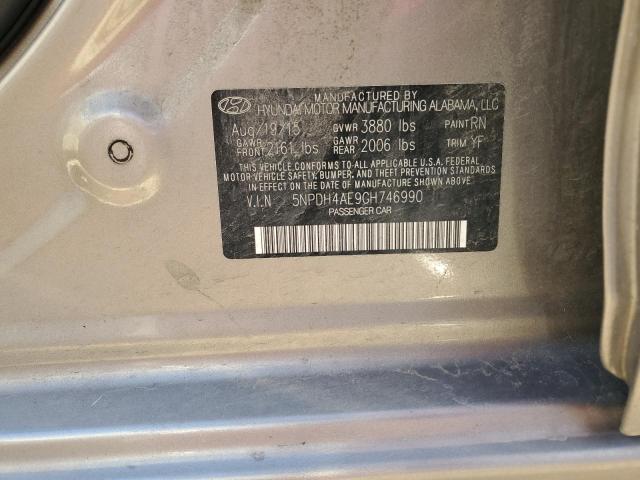 MANUFACTURED BY
HYUNDAI MOTOR MANUFACTURING ALABAMA, LLC
Aug/19/15 GVWR 3880 lbs PAINT RN
GAWR FRONT 2161 lbs GAWR REAR 2006 lbs TRIM YF
THIS VEHICLE CONFORMS TO ALL APPLICABLE U.S.A. FEDERAL
MOTOR VEHICLE SAFETY, BUMPER, AND THEFT PREVENTION
STANDARDS IN EFFECT ON THE DATE OF MANUFACTURE SHOWN ABOVE.
V.I.N 5NPDH4AE9GH746990
PASSENGER CAR